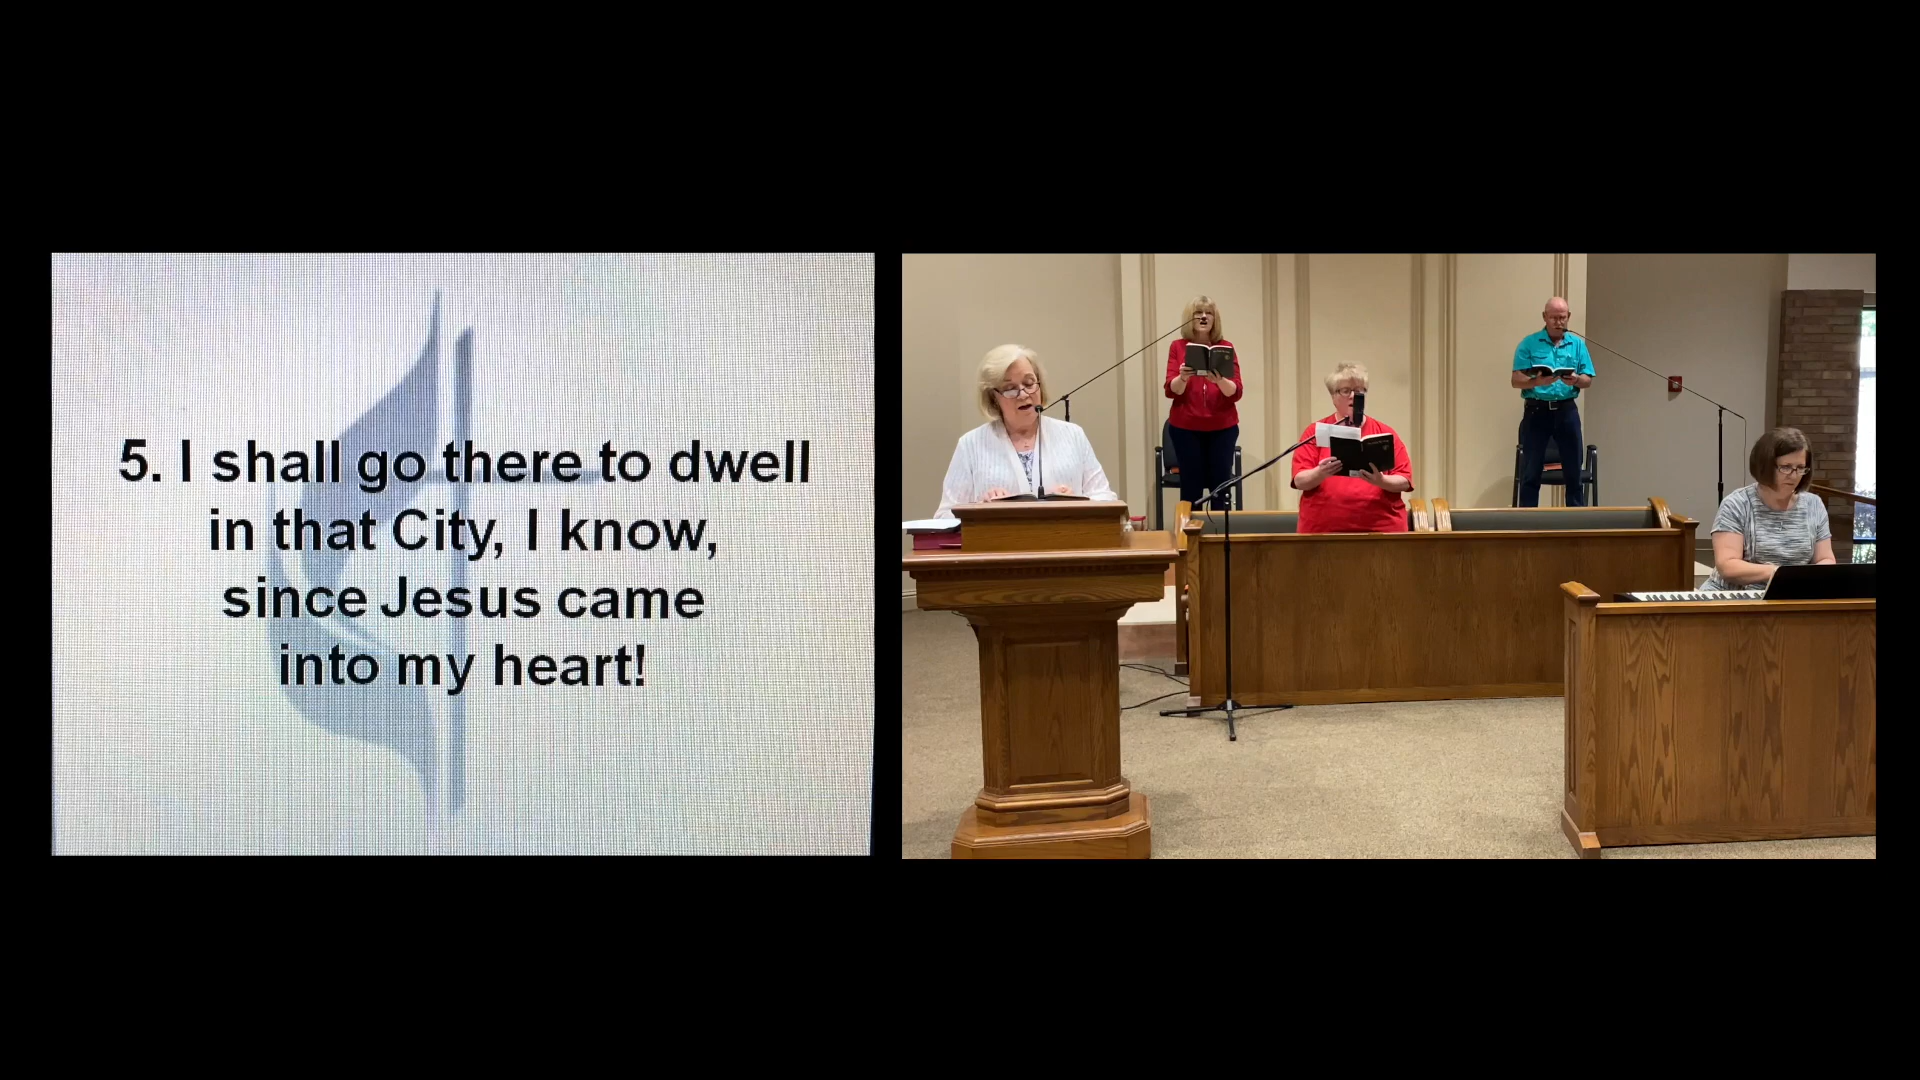 5. I shall go there to dwell
in that City, I know,
since Jesus came
into my heart!